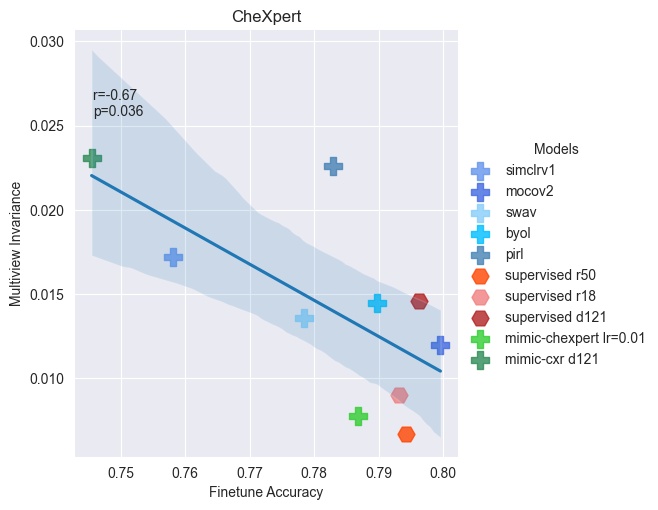 CheXpert
0.030
0.025
0.020
0.015
0.010
Multiview Invariance
r=-0.67
p=0.036
0.75
0.76
0.77
0.78
0.79
0.80
Finetune Accuracy
Models
simclrv1
mocov2
swav
byol
pirl
supervised r50
supervised r18
supervised d121
mimic-chexpert lr=0.01
mimic-cxr d121